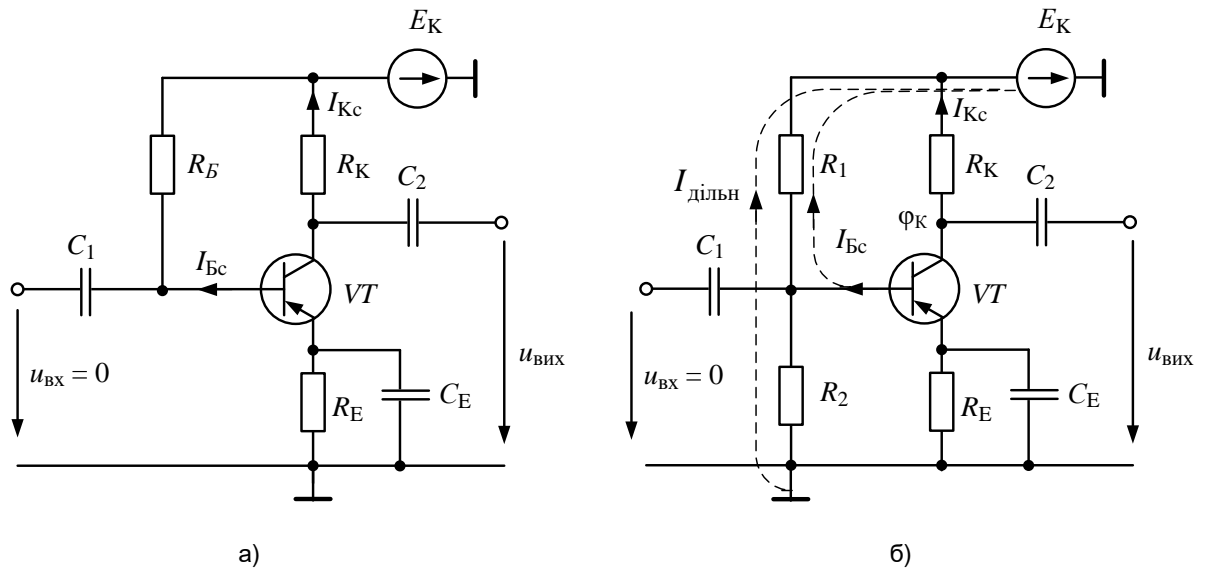 E_K
I_Кс
R_Б
R_K
C_2
C_1
I_Бс
VT
u_вх = 0
u_вих
R_E
C_E
а)
E_K
I_Кс
R_1
R_K
I_дільн
C_2
φ_К
C_1
I_Бс
VT
u_вх = 0
u_вих
R_2
R_E
C_E
б)